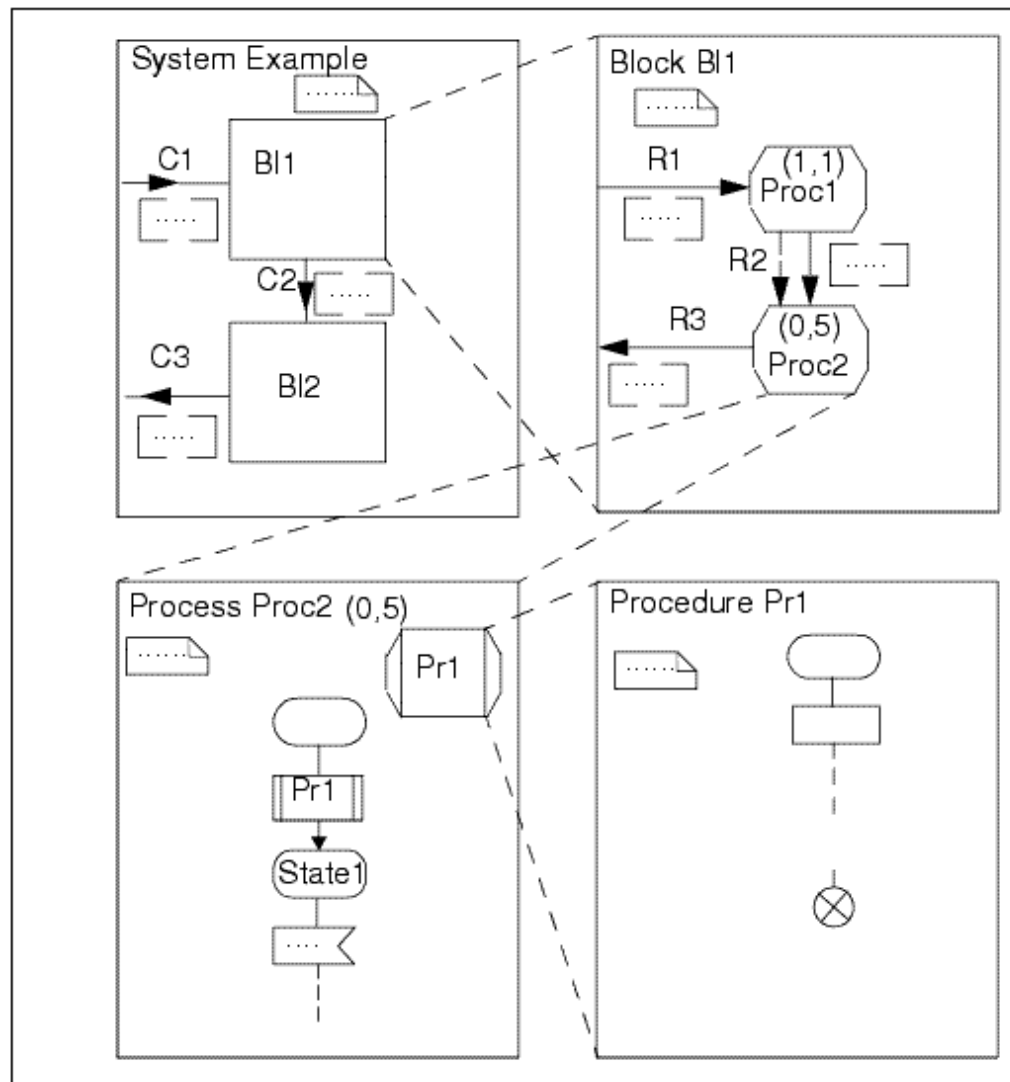 System Example
......
C1
.....
Bl1
C2
.....
C3
.....
Bl2
Block Bl1
......
R1
.....
(1,1)
Proc1
R2
.....
R3
.....
(0,5)
Proc2
Process Proc2 (0,5)
......
Pr1
Pr1
State1
....
Procedure Pr1
......